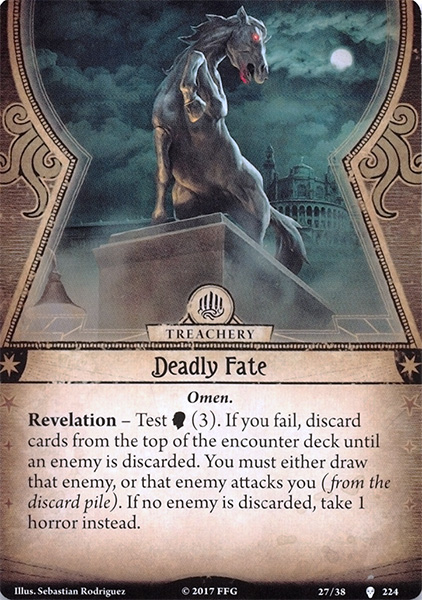 TREACHERY
Deadly Fate
Omen.
Revelation – Test (3). If you fail, discard
cards from the top of the encounter deck until
an enemy is discarded. You must either draw
that enemy, or that enemy attacks you (from the
discard pile). If no enemy is discarded, take 1
horror instead.
Illus. Sebastian Rodriguez © 2017 FFG 27/38 224